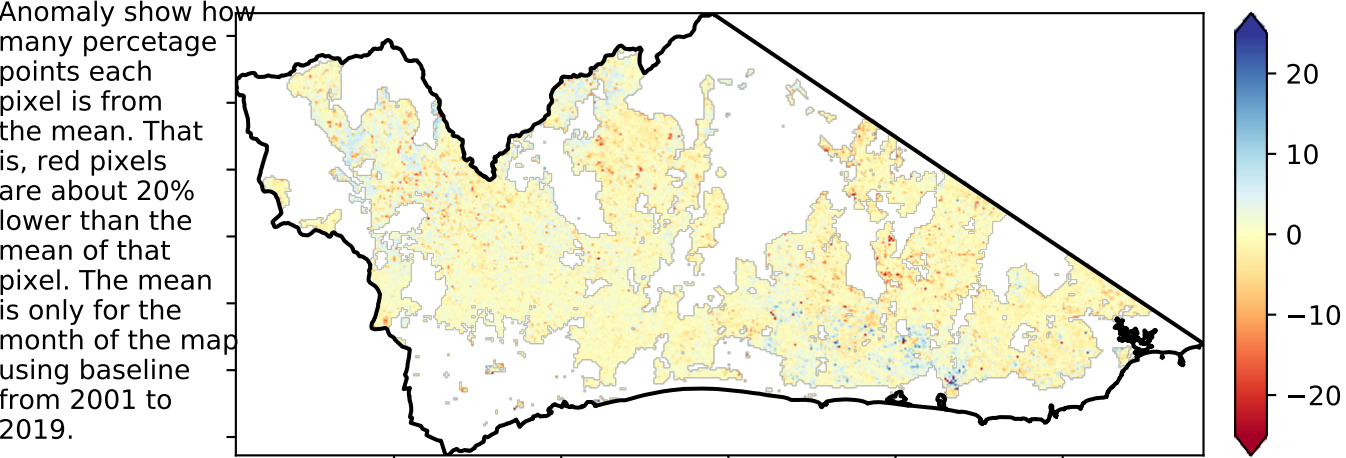 Anomaly show how
many percetage
points each
pixel is from
the mean. That
is, red pixels
are about 20%
lower than the
mean of that
pixel. The mean
is only for the
month of the map
using baseline
from 2001 to
2019.
20
10
0
−10
−20